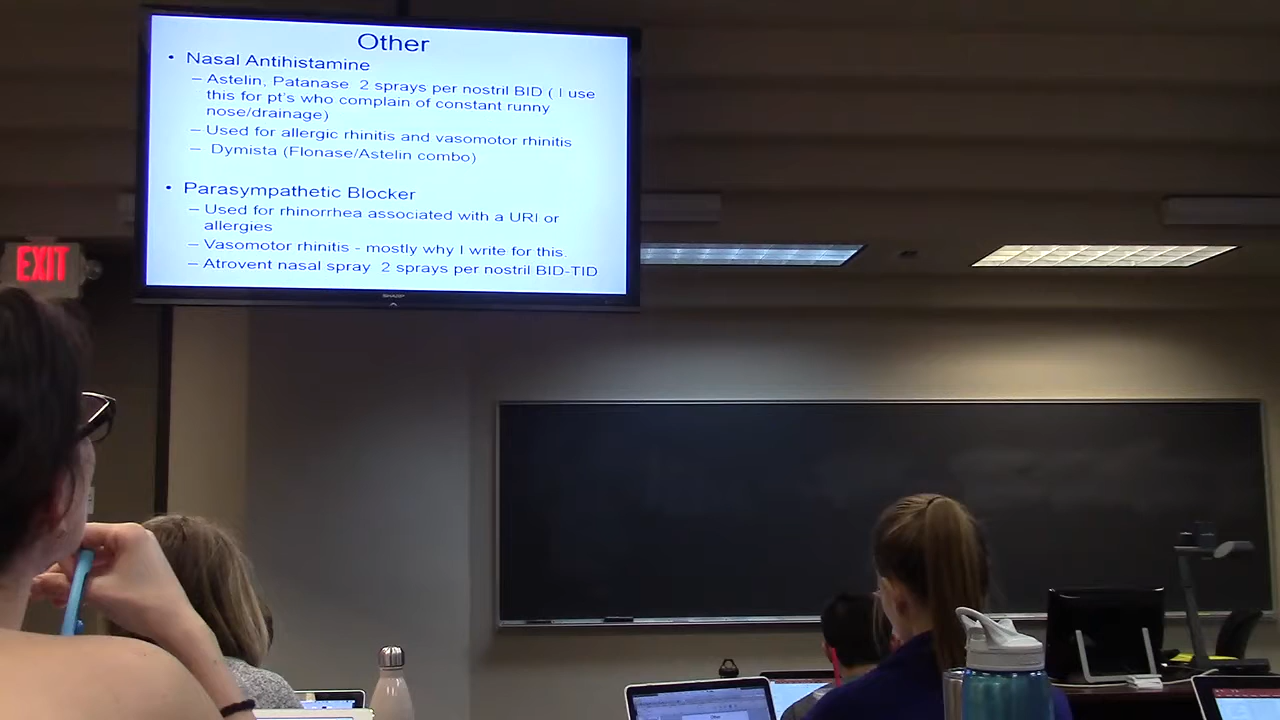 Other
• Nasal Antihistamine
– Astelin, Patanase 2 sprays per nostril BID ( I use
this for pt's who complain of constant runny
nose/drainage)
– Used for allergic rhinitis and vasomotor rhinitis
– Dymista (Flonase/Astelin combo)
• Parasympathetic Blocker
– Used for rhinorrhea associated with a URI or
allergies
– Vasomotor rhinitis - mostly why I write for this.
– Atrovent nasal spray 2 sprays per nostril BID-TID
SHARP
EXIT